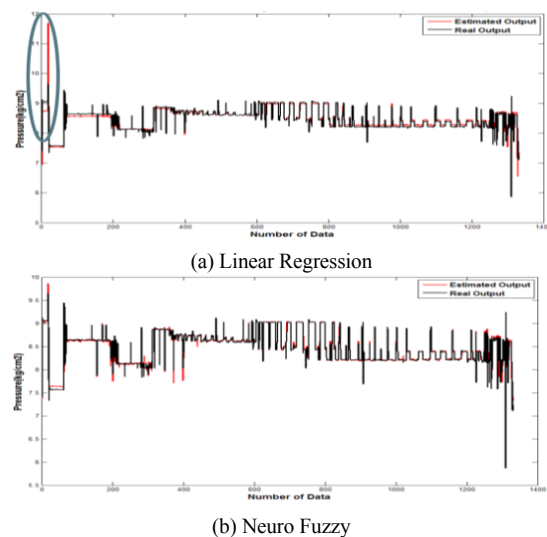 12
11
10
9
8
7
6
5
Pressure(kg/cm2)
Estimated Output
Real Output
0 200 400 600 800 1000 1200 1400
Number of Data
(a) Linear Regression
10
9.5
9
8.5
8
7.5
7
6.5
6
5.5
Pressure(kg/cm2)
Estimated Output
Real Output
0 200 400 600 800 1000 1200 1400
Number of Data
(b) Neuro Fuzzy